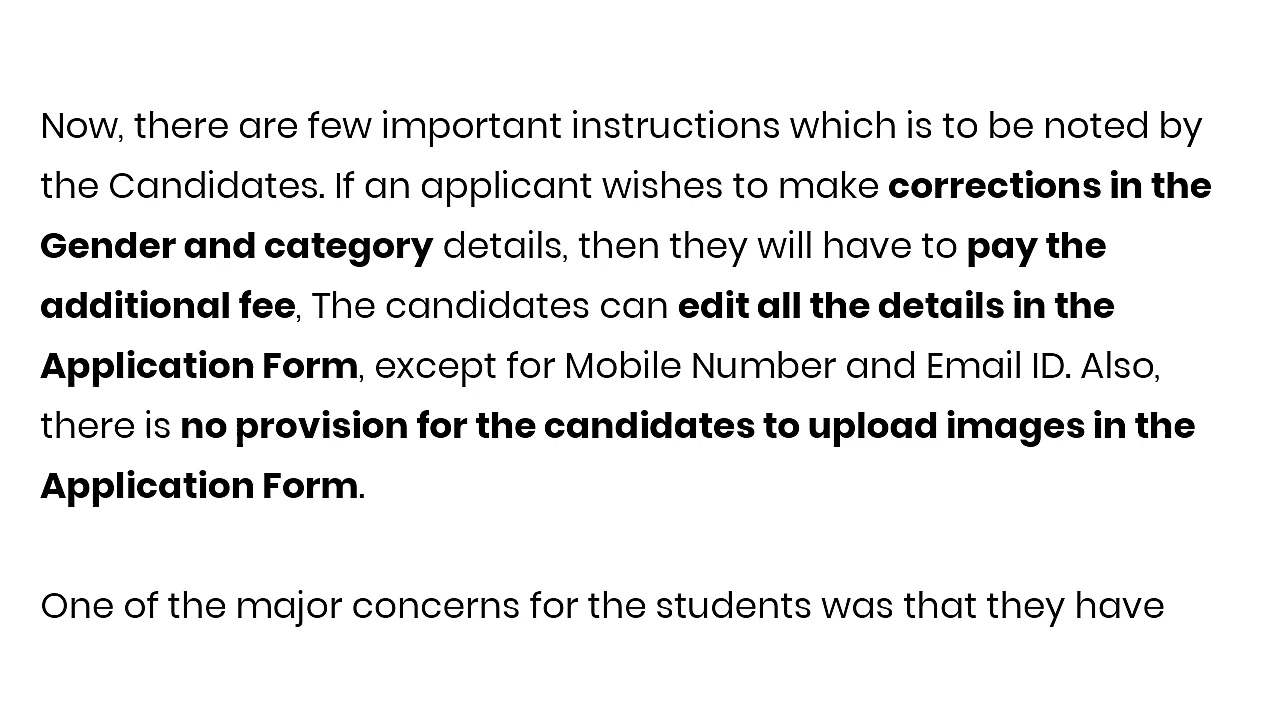 Now, there are few important instructions which is to be noted by
the Candidates. If an applicant wishes to make corrections in the
Gender and category details, then they will have to pay the
additional fee, The candidates can edit all the details in the
Application Form, except for Mobile Number and Email ID. Also,
there is no provision for the candidates to upload images in the
Application Form.
One of the major concerns for the students was that they have